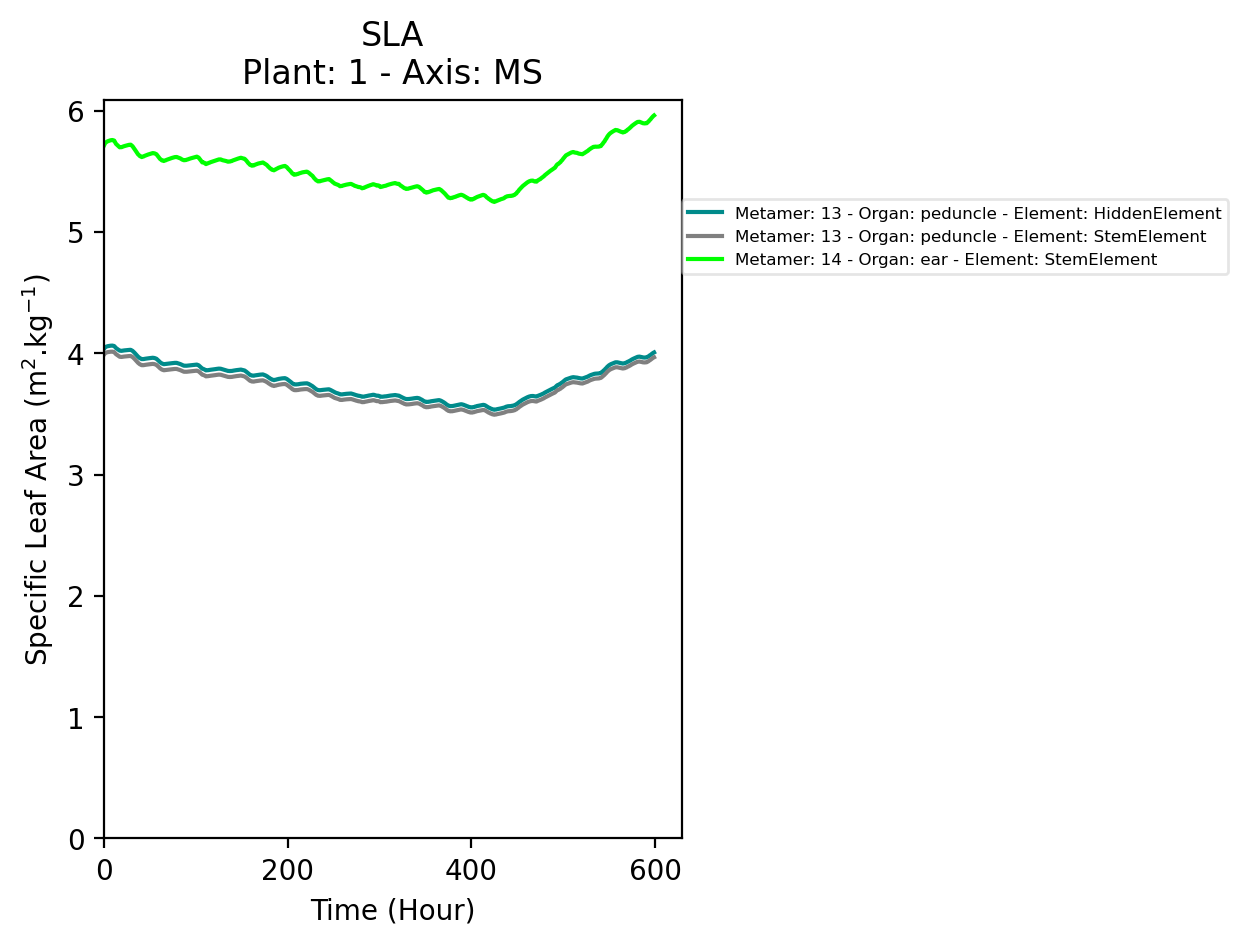 SLA
Plant: 1 - Axis: MS
6
5
4
3
2
1
0
Specific Leaf Area (m².kg⁻¹)
0 200 400 600
Time (Hour)
Metamer: 13 - Organ: peduncle - Element: HiddenElement
Metamer: 13 - Organ: peduncle - Element: StemElement
Metamer: 14 - Organ: ear - Element: StemElement